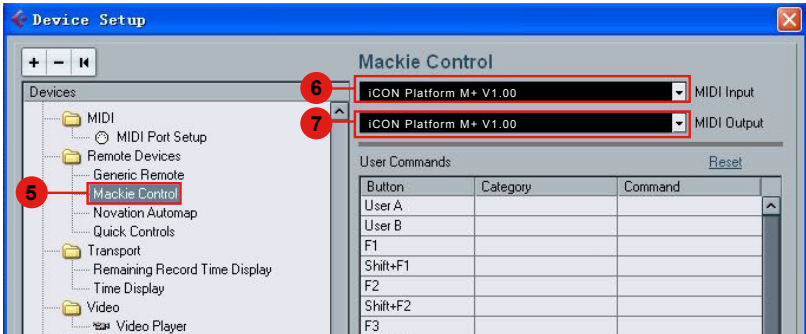 Device Setup
Devices
MIDI
MIDI Port Setup
Remote Devices
Generic Remote
5
Mackie Control
Novation Automap
Quick Controls
Transport
Remaining Record Time Display
Time Display
Video
Video Player
Mackie Control
6
iCON Platform M+ V1.00
MIDI Input
7
iCON Platform M+ V1.00
MIDI Output
User Commands Reset
Button Category Command
User A
User B
F1
Shift+F1
F2
Shift+F2
F3